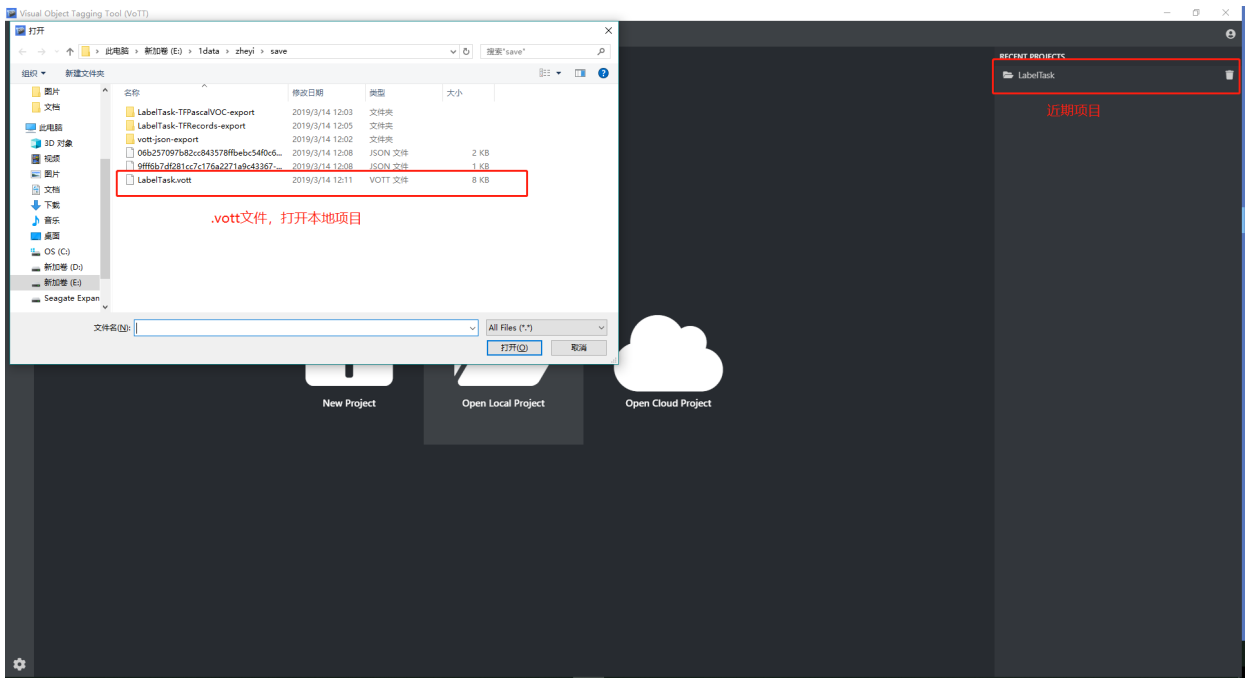 Visual Object Tagging Tool (VoTT)
打开
此电脑 › 新加卷 (E:) › 1data › zheyi › save
搜索"save"
组织 新建文件夹
名称 修改日期 类型 大小
图片
文档
此电脑
3D 对象
视频
图片
文档
下载
音乐
桌面
OS (C:)
新加卷 (D:)
新加卷 (E:)
Seagate Expan
LabelTask-TFPascalVOC-export 2019/3/14 12:03 文件夹
LabelTask-TFRecords-export 2019/3/14 12:05 文件夹
vott-json-export 2019/3/14 12:02 文件夹
06b257097b82cc843578ffbebc54f0c6... 2019/3/14 12:08 JSON 文件 2 KB
9fff6b7df281cc7c176a2271a9c43367-... 2019/3/14 12:08 JSON 文件 1 KB
LabelTask.vott 2019/3/14 12:11 VOTT 文件 8 KB
.vott文件，打开本地项目
文件名(N): All Files (*.*)
打开(O) 取消
RECENT PROJECTS
LabelTask
近期项目
New Project
Open Local Project
Open Cloud Project